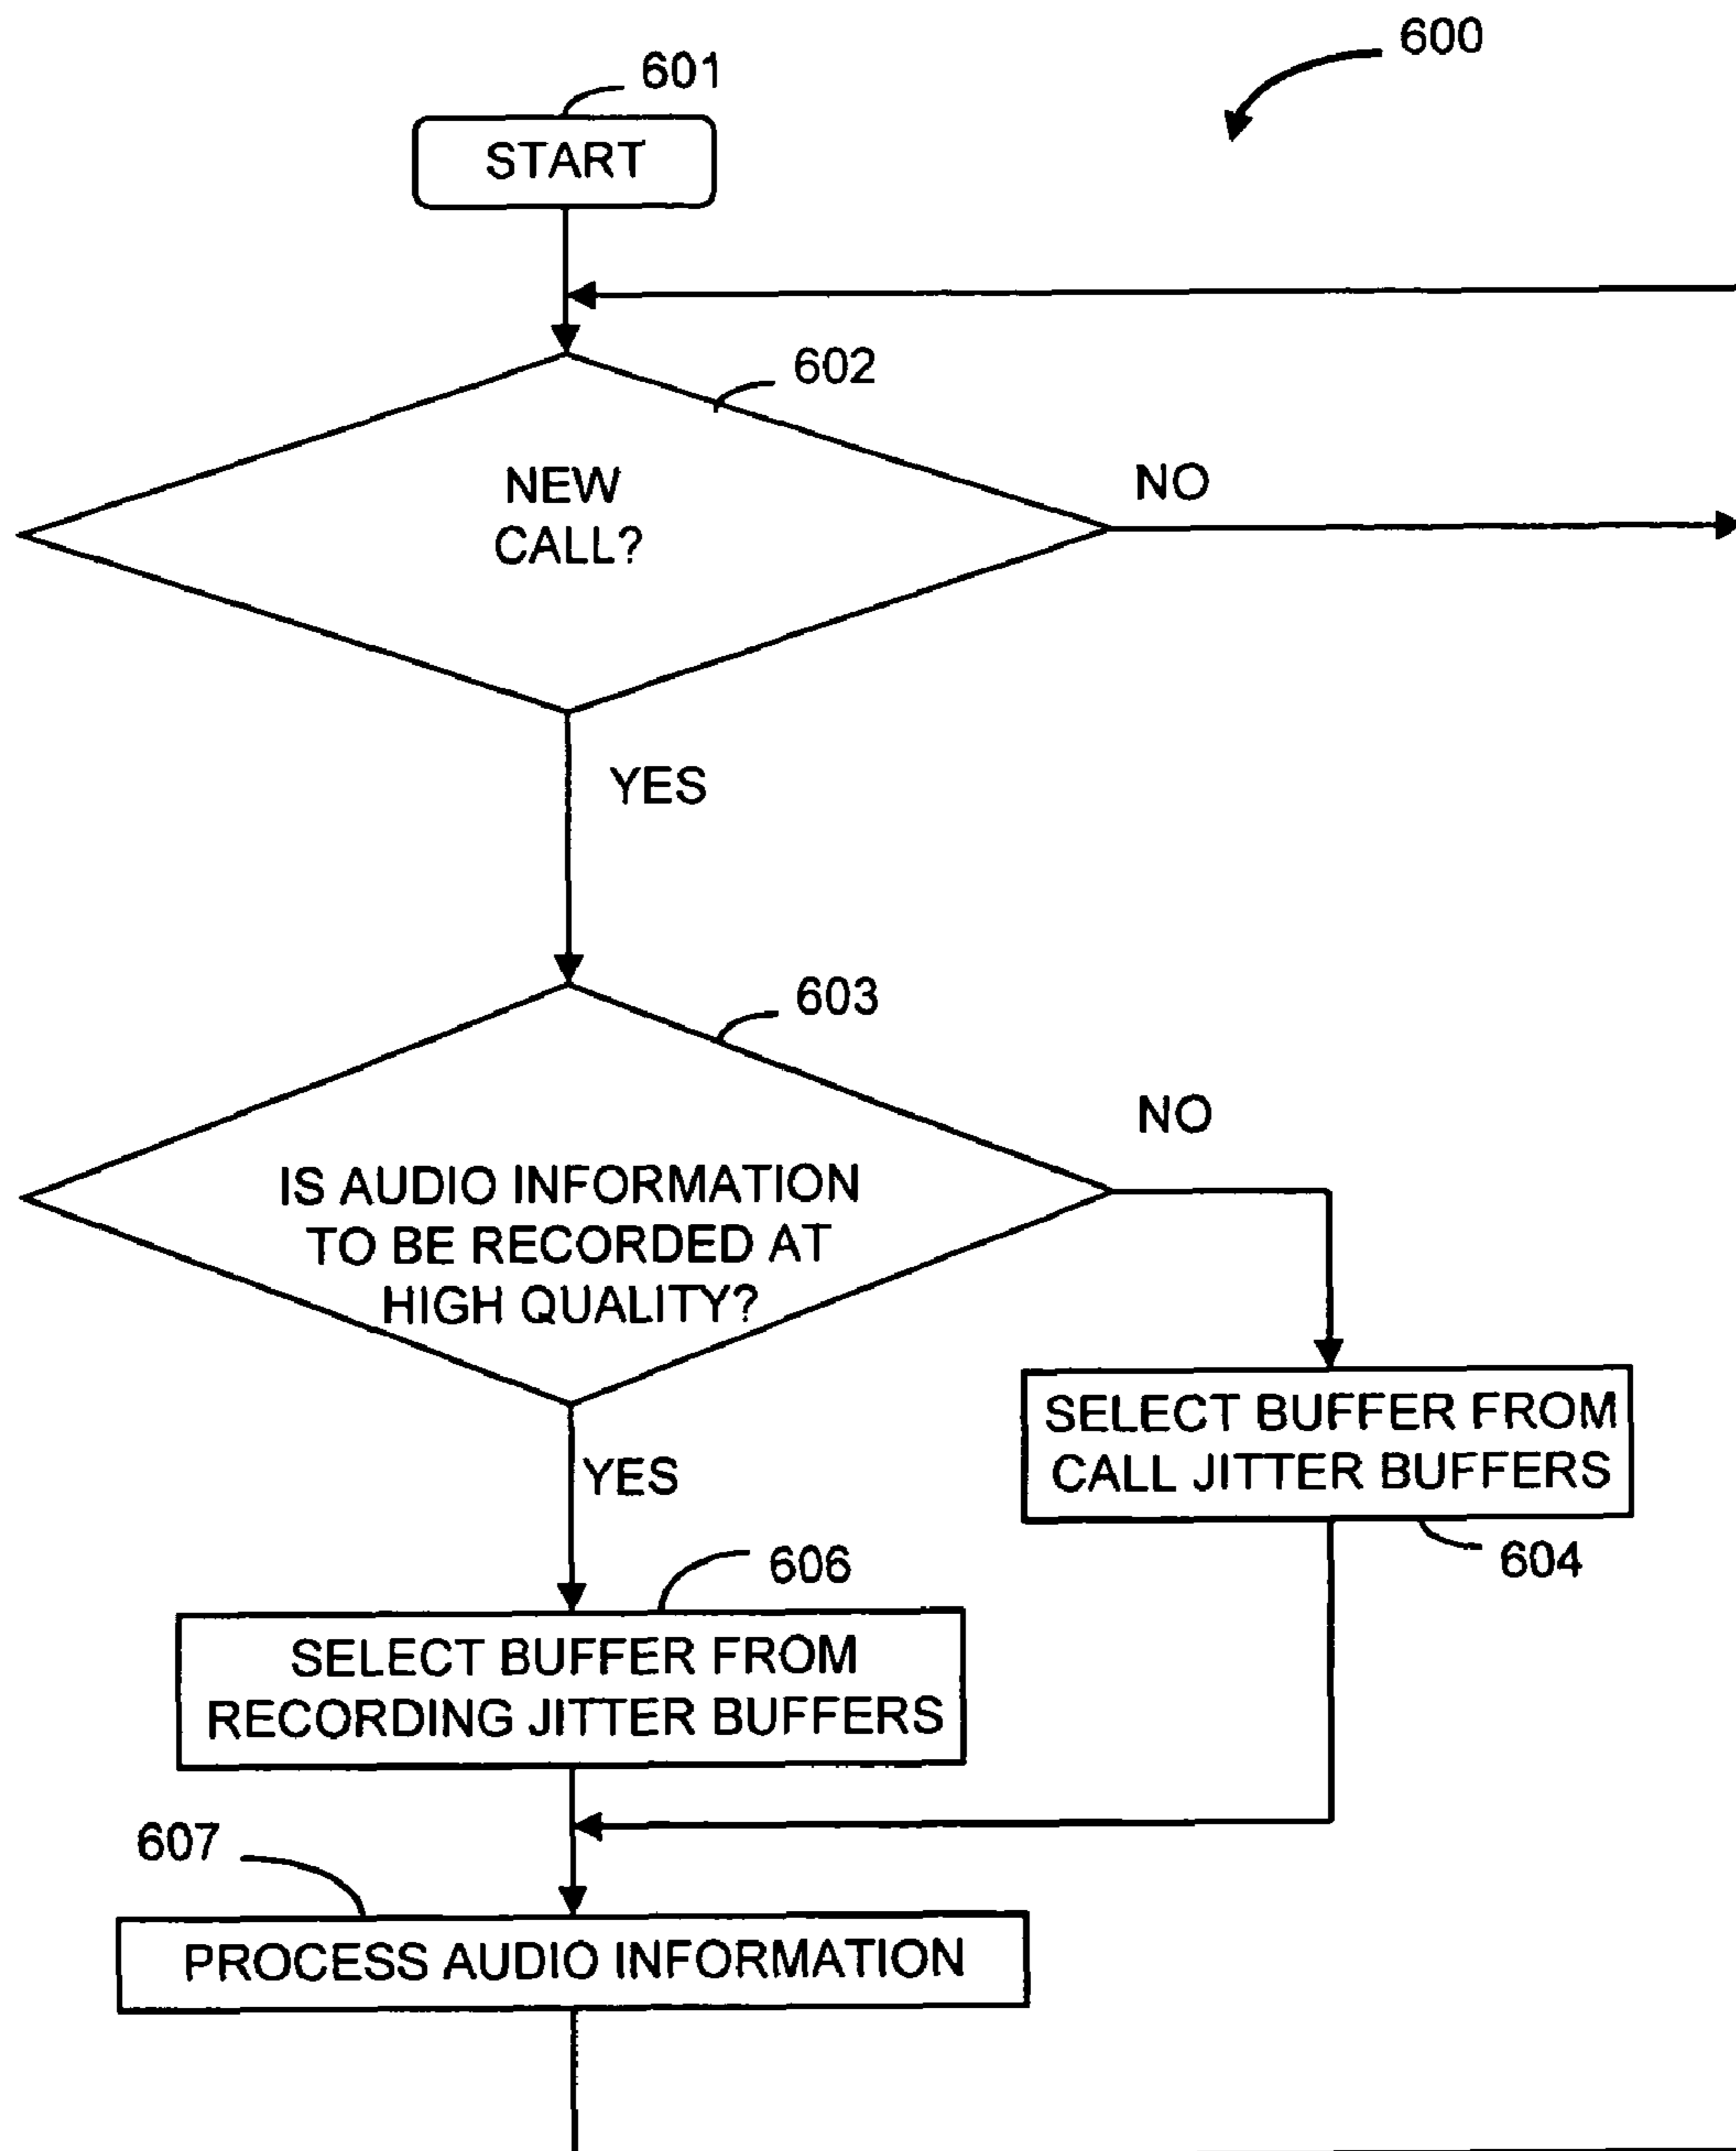 600
601
START
602
NEW
CALL?
NO
YES
603
NO
IS AUDIO INFORMATION
TO BE RECORDED AT
HIGH QUALITY?
YES
SELECT BUFFER FROM
CALL JITTER BUFFERS
604
606
SELECT BUFFER FROM
RECORDING JITTER BUFFERS
607
PROCESS AUDIO INFORMATION